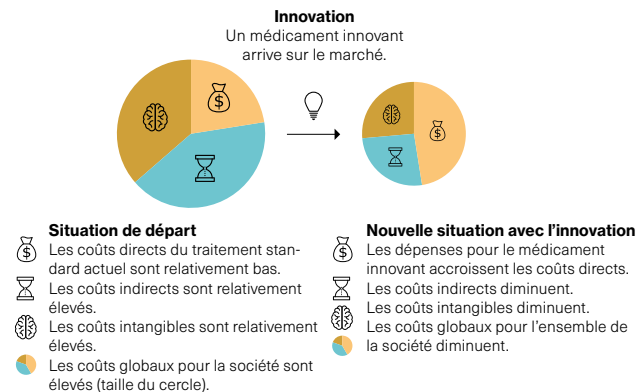 Innovation
Un médicament innovant
arrive sur le marché.
$
$
Situation de départ
$
Les coûts directs du traitement stan-
dard actuel sont relativement bas.
Les coûts indirects sont relativement
élevés.
Les coûts intangibles sont relativement
élevés.
Les coûts globaux pour la société sont
élevés (taille du cercle).
Nouvelle situation avec l'innovation
$
Les dépenses pour le médicament
innovant accroissent les coûts directs.
Les coûts indirects diminuent.
Les coûts intangibles diminuent.
Les coûts globaux pour l'ensemble de
la société diminuent.